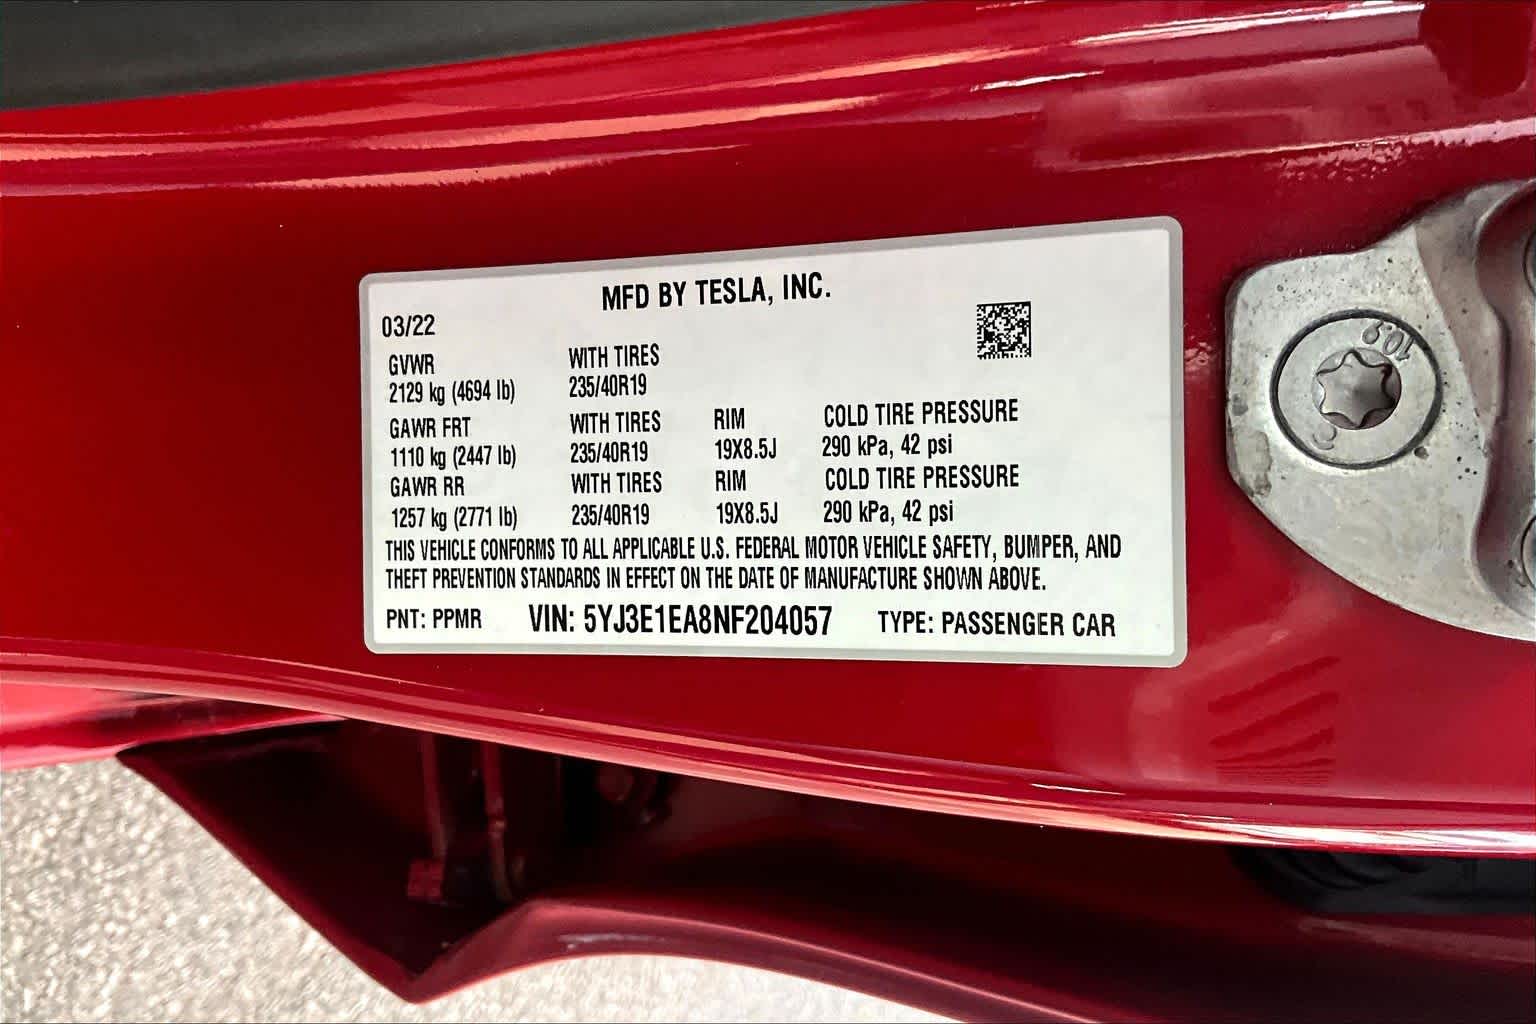 MFD BY TESLA, INC.
03/22
GVWR WITH TIRES
2129 kg (4694 lb) 235/40R19
GAWR FRT WITH TIRES RIM COLD TIRE PRESSURE
1110 kg (2447 lb) 235/40R19 19X8.5J 290 kPa, 42 psi
GAWR RR WITH TIRES RIM COLD TIRE PRESSURE
1257 kg (2771 lb) 235/40R19 19X8.5J 290 kPa, 42 psi
THIS VEHICLE CONFORMS TO ALL APPLICABLE U.S. FEDERAL MOTOR VEHICLE SAFETY, BUMPER, AND
THEFT PREVENTION STANDARDS IN EFFECT ON THE DATE OF MANUFACTURE SHOWN ABOVE.
PNT: PPMR VIN: 5YJ3E1EA8NF204057 TYPE: PASSENGER CAR
10.9